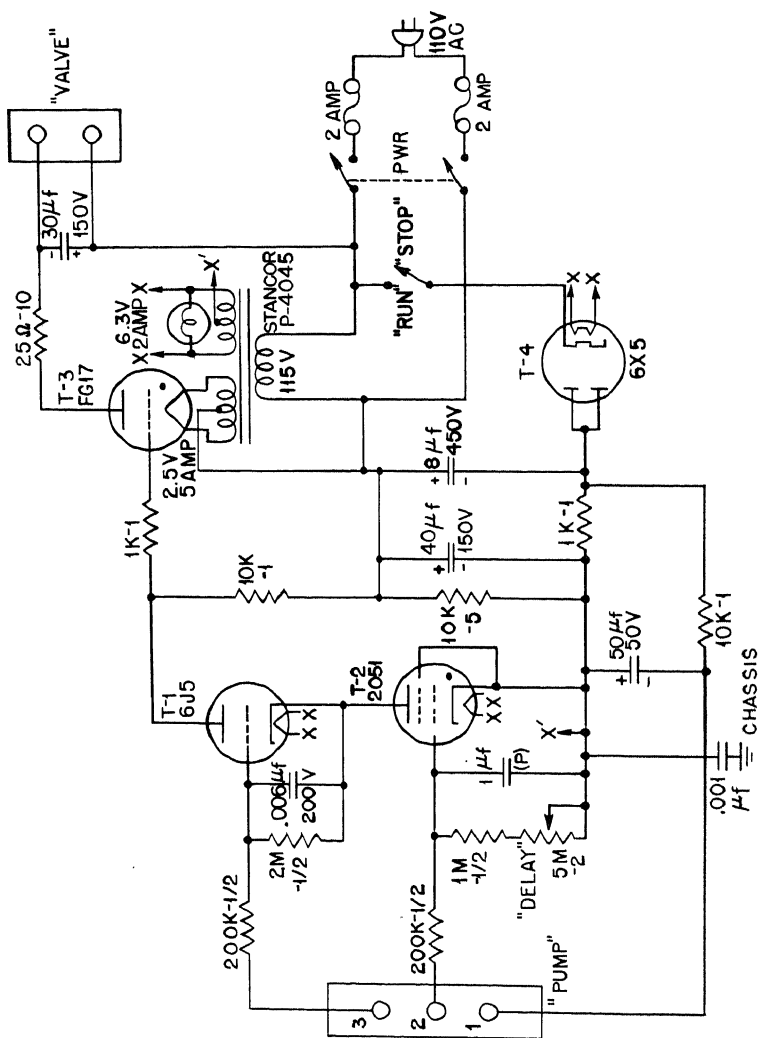 "VALVE"
30μf
-
+
150V
25Ω-10
T-3
FG17
6.3V
X 2AMP X
X'
2.5V
5 AMP
STANCOR
P-4045
115V
2 AMP
110V
AC
2 AMP
PWR
"STOP"
"RUN"
X
X
T-4
6X5
1K-1
10K
-1
40μf
+
-
150V
+
8μf
-
450V
10K
-5
1K-1
T-1
6J5
XX
T-2
2051
XX
.006μf
200V
2M
-1/2
200K-1/2
200K-1/2
1M
-1/2
1μf
(P)
"DELAY"
5M
-2
X'
50μf
+
50V
-
10K-1
.001
μf
CHASSIS
3
2
1
"PUMP"